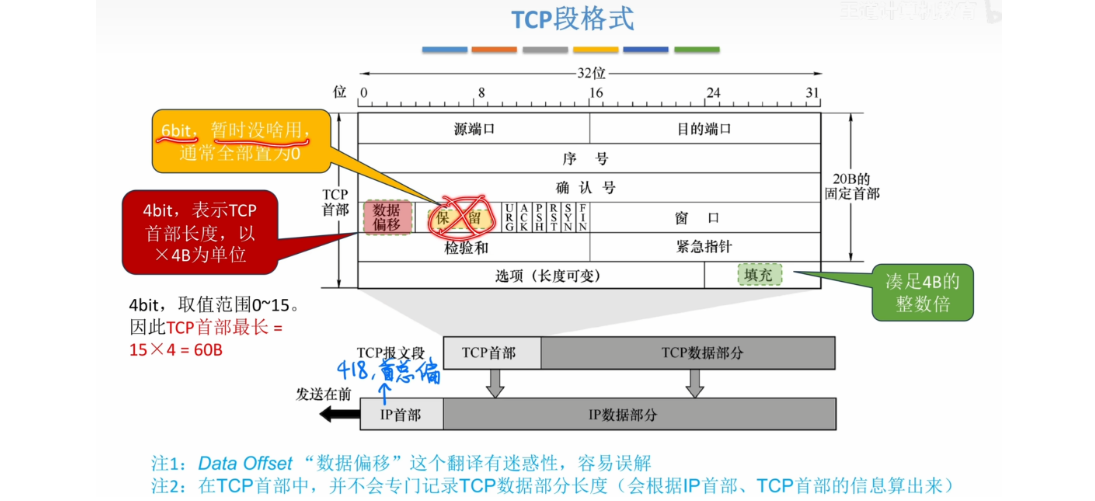 TCP段格式
32位
位 0 8 16 24 31
6bit，暂时没啥用，
通常全部置为0
源端口 目的端口
序 号
确 认 号
TCP
首部
20B的
固定首部
4bit，表示TCP
首部长度，以
×4B为单位
数据
偏移
保 留
URG ACK PSH RST SYN FIN
窗 口
检验和 紧急指针
选项（长度可变） 填充
凑足4B的
整数倍
4bit，取值范围0~15。
因此TCP首部最长 =
15×4 = 60B
TCP报文段 TCP首部 TCP数据部分
418，首总偏
发送在前
IP首部 IP数据部分
注1：Data Offset “数据偏移”这个翻译有迷惑性，容易误解
注2：在TCP首部中，并不会专门记录TCP数据部分长度（会根据IP首部、TCP首部的信息算出来）